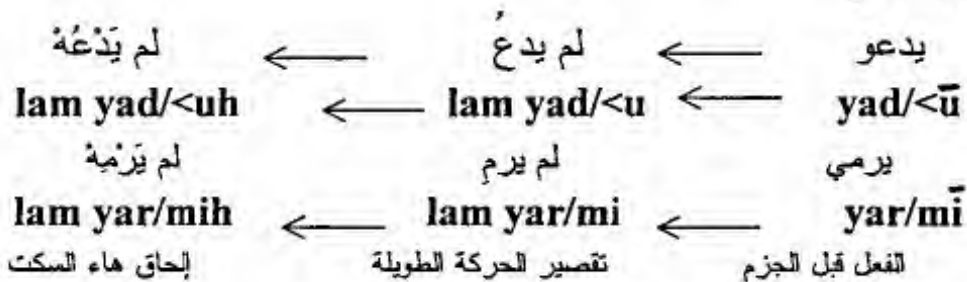 يدعو ← لم يدعُ ← لم يَدْعُهْ
yad/<ū ← lam yad/<u ← lam yad/<uh
يرمي لم يرمِ لم يَرْمِهْ
yar/mī ← lam yar/mi ← lam yar/mih
الفعل قبل الجزم تقصير الحركة الطويلة إلحاق هاء السكت